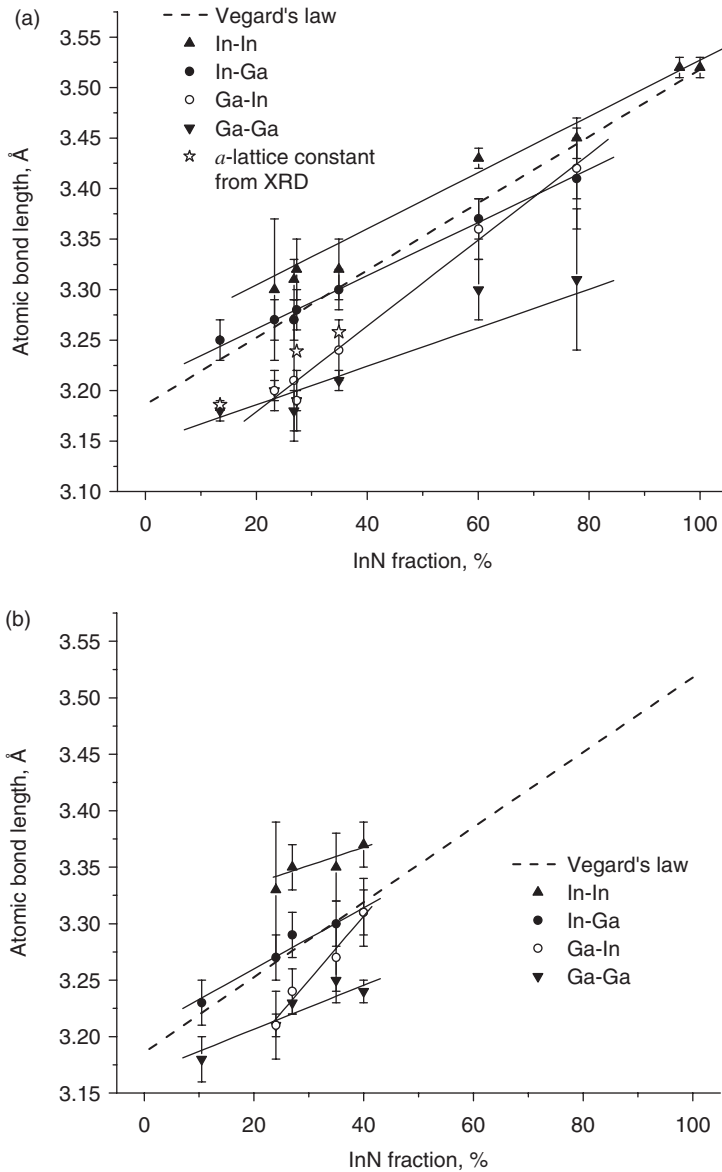 (a)
Vegard's law
In-In
In-Ga
Ga-In
Ga-Ga
a-lattice constant
from XRD
3.55
3.50
3.45
3.40
3.35
3.30
3.25
3.20
3.15
3.10
Atomic bond length, Å
0 20 40 60 80 100
InN fraction, %
(b)
3.55
3.50
3.45
3.40
3.35
3.30
3.25
3.20
3.15
Atomic bond length, Å
Vegard's law
In-In
In-Ga
Ga-In
Ga-Ga
0 20 40 60 80 100
InN fraction, %